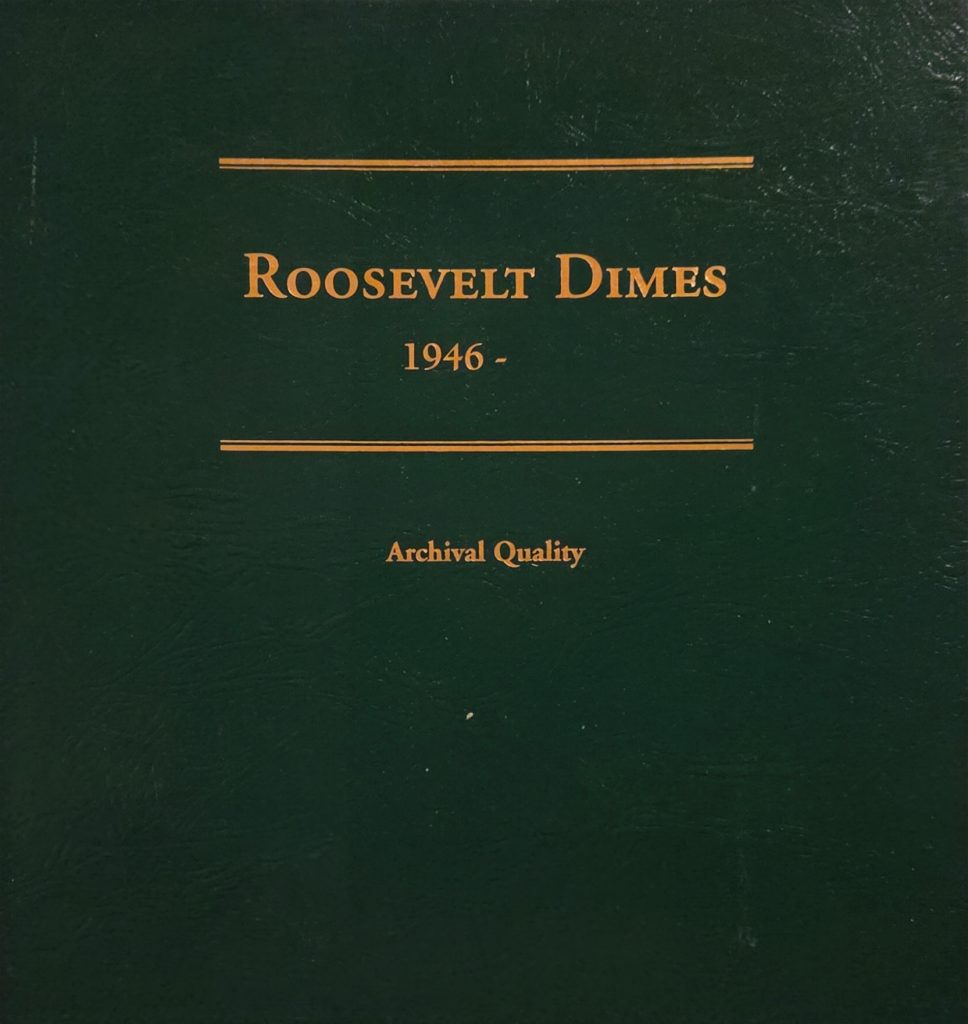 Roosevelt Dimes
1946 -
Archival Quality